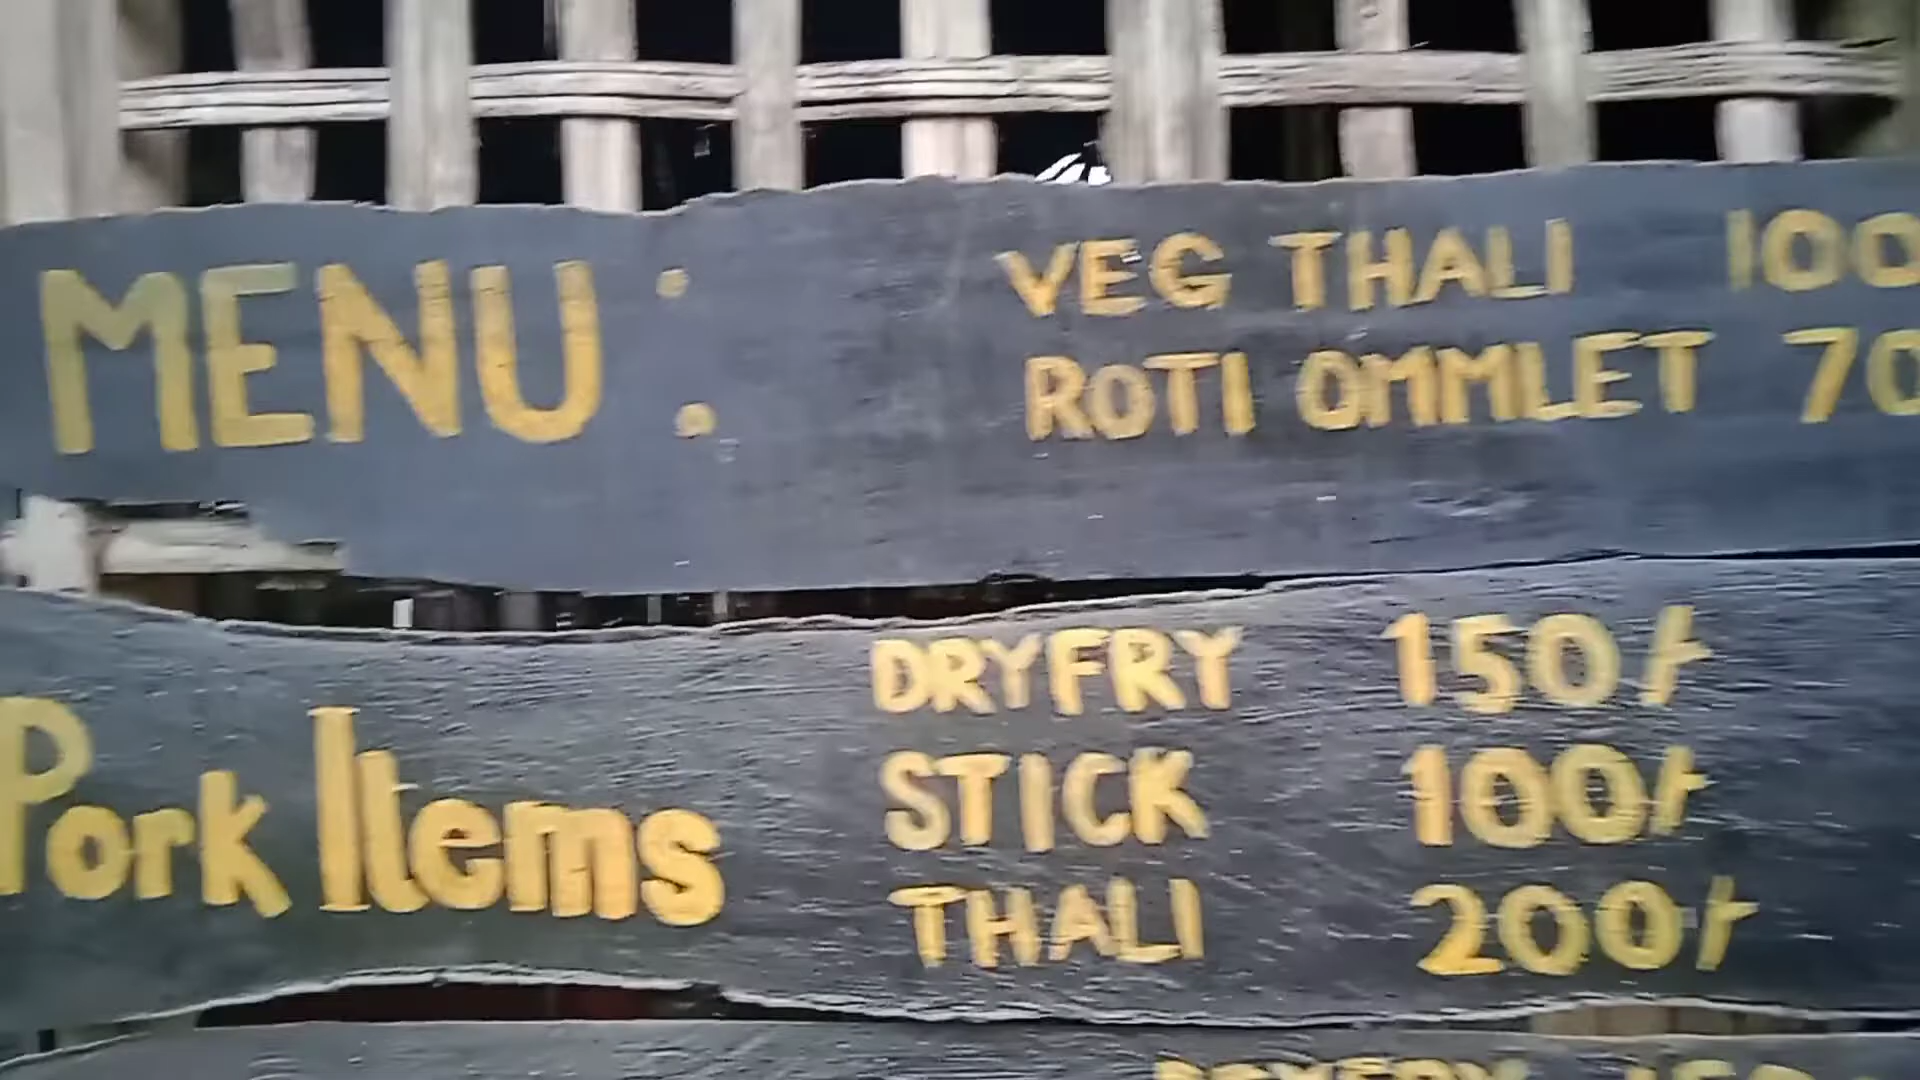 MENU :
VEG THALI 100
ROTI OMMLET 70
Pork Items
DRYFRY 150/-
STICK 100/-
THALI 200/-